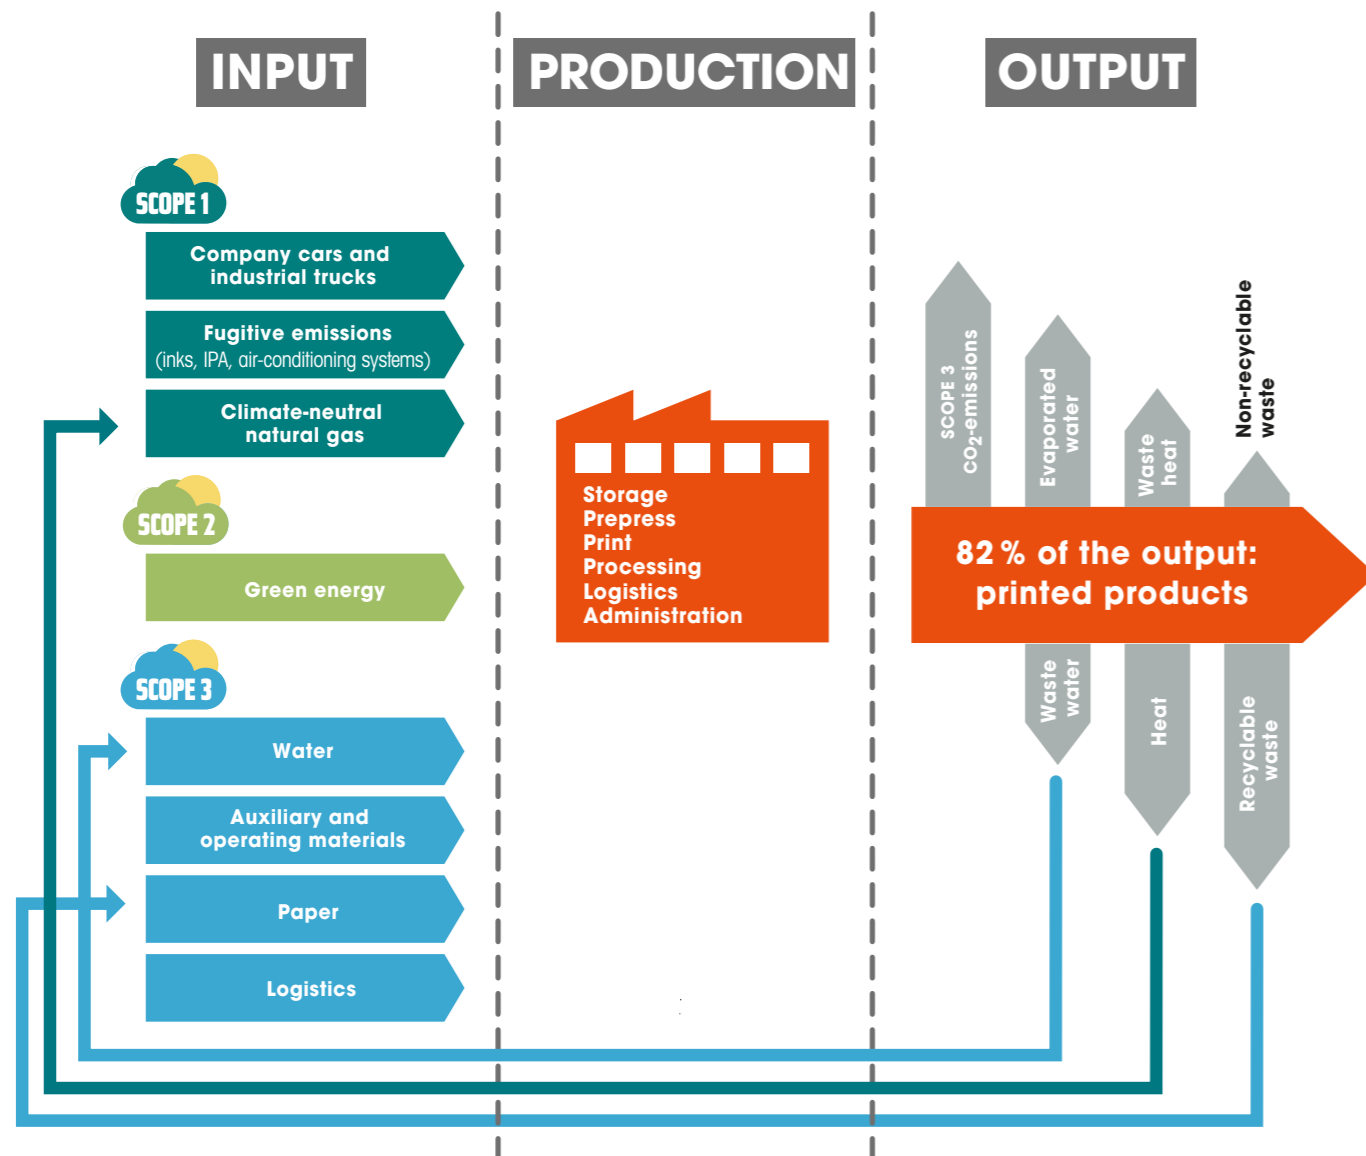 INPUT
PRODUCTION
OUTPUT
SCOPE 1
Company cars and
industrial trucks
Fugitive emissions
(inks, IPA, air-conditioning systems)
Climate-neutral
natural gas
SCOPE 2
Green energy
SCOPE 3
Water
Auxiliary and
operating materials
Paper
Logistics
Storage
Prepress
Print
Processing
Logistics
Administration
SCOPE 3
CO2-emissions
Evaporated
water
Waste
heat
Non-recyclable
waste
82 % of the output:
printed products
Waste
water
Heat
Recyclable
waste